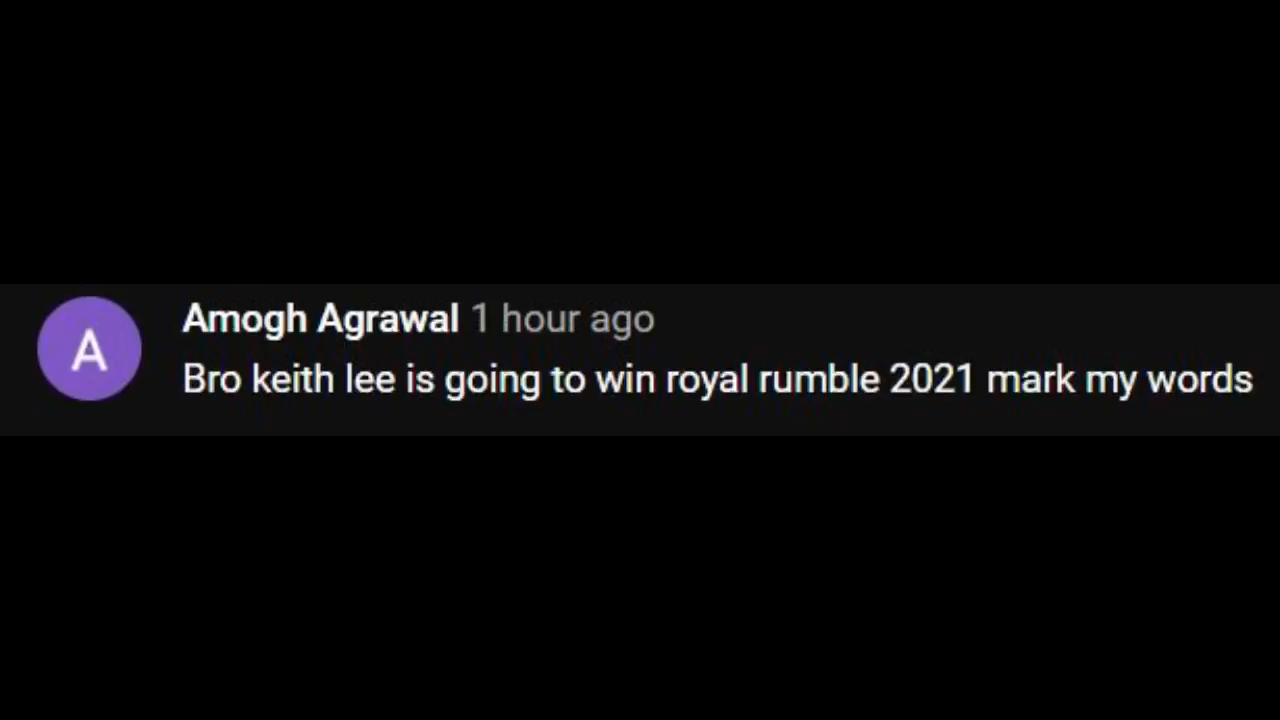 A
Amogh Agrawal 1 hour ago
Bro keith lee is going to win royal rumble 2021 mark my words